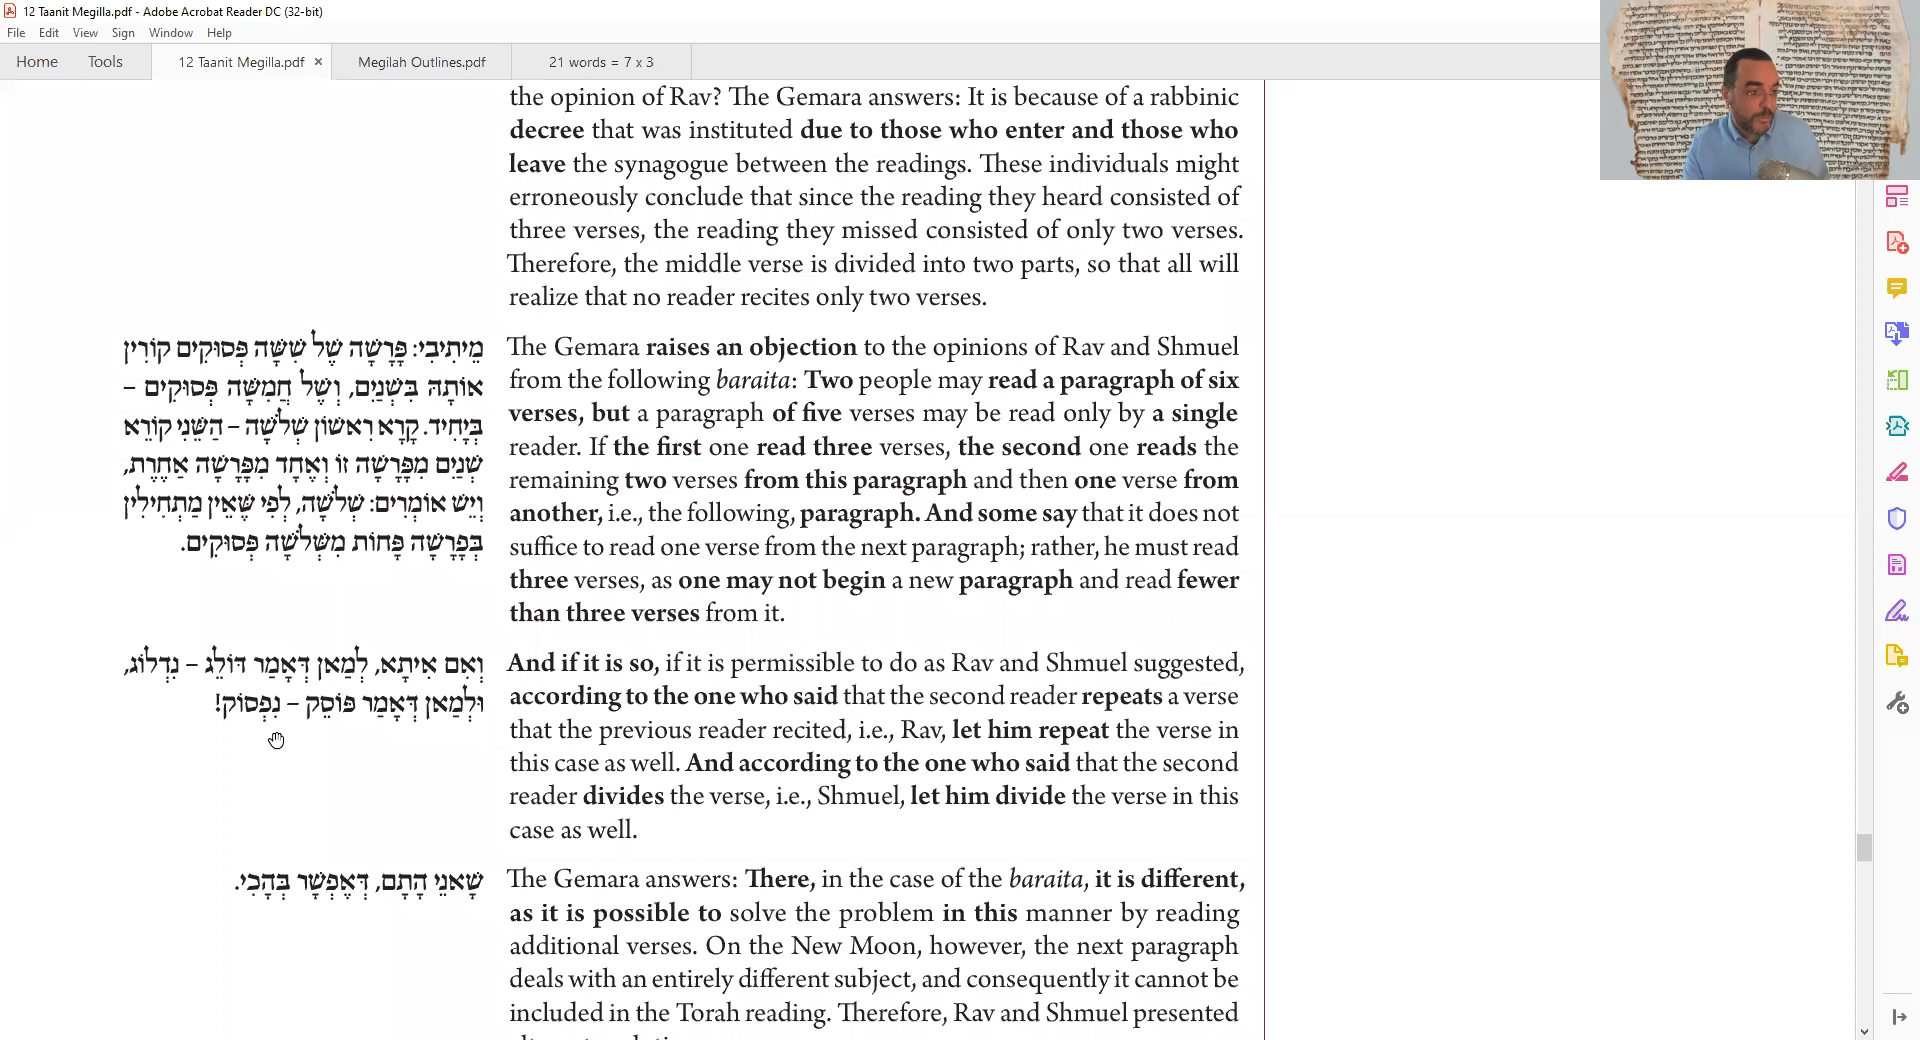 12 Taanit Megilla.pdf - Adobe Acrobat Reader DC (32-bit)
File Edit View Sign Window Help
Home Tools 12 Taanit Megilla.pdf × Megilah Outlines.pdf 21 words = 7 x 3
the opinion of Rav? The Gemara answers: It is because of a rabbinic
decree that was instituted due to those who enter and those who
leave the synagogue between the readings. These individuals might
erroneously conclude that since the reading they heard consisted of
three verses, the reading they missed consisted of only two verses.
Therefore, the middle verse is divided into two parts, so that all will
realize that no reader recites only two verses.
מֵיתִיבִי: פָּרָשָׁה שֶׁל שִׁשָּׁה פְּסוּקִים קוֹרִין
אוֹתָהּ בִּשְׁנַיִם, וְשֶׁל חֲמִשָּׁה פְּסוּקִים –
בְּיָחִיד. קָרָא רִאשׁוֹן שְׁלֹשָׁה – הַשֵּׁנִי קוֹרֵא
שְׁנַיִם מִפָּרָשָׁה זוֹ וְאֶחָד מִפָּרָשָׁה אַחֶרֶת,
וְיֵשׁ אוֹמְרִים: שְׁלֹשָׁה, לְפִי שֶׁאֵין מַתְחִילִין
בְּפָרָשָׁה פָּחוֹת מִשְּׁלֹשָׁה פְּסוּקִים.
The Gemara raises an objection to the opinions of Rav and Shmuel
from the following baraita: Two people may read a paragraph of six
verses, but a paragraph of five verses may be read only by a single
reader. If the first one read three verses, the second one reads the
remaining two verses from this paragraph and then one verse from
another, i.e., the following, paragraph. And some say that it does not
suffice to read one verse from the next paragraph; rather, he must read
three verses, as one may not begin a new paragraph and read fewer
than three verses from it.
וְאִם אִיתָא, לְמַאן דְּאָמַר דּוֹלֵג – נִדְלוֹג,
וּלְמַאן דְּאָמַר פּוֹסֵק – נִפְסוֹק!
And if it is so, if it is permissible to do as Rav and Shmuel suggested,
according to the one who said that the second reader repeats a verse
that the previous reader recited, i.e., Rav, let him repeat the verse in
this case as well. And according to the one who said that the second
reader divides the verse, i.e., Shmuel, let him divide the verse in this
case as well.
שָׁאנֵי הָתָם, דְּאֶפְשָׁר בְּהָכִי.
The Gemara answers: There, in the case of the baraita, it is different,
as it is possible to solve the problem in this manner by reading
additional verses. On the New Moon, however, the next paragraph
deals with an entirely different subject, and consequently it cannot be
included in the Torah reading. Therefore, Rav and Shmuel presented